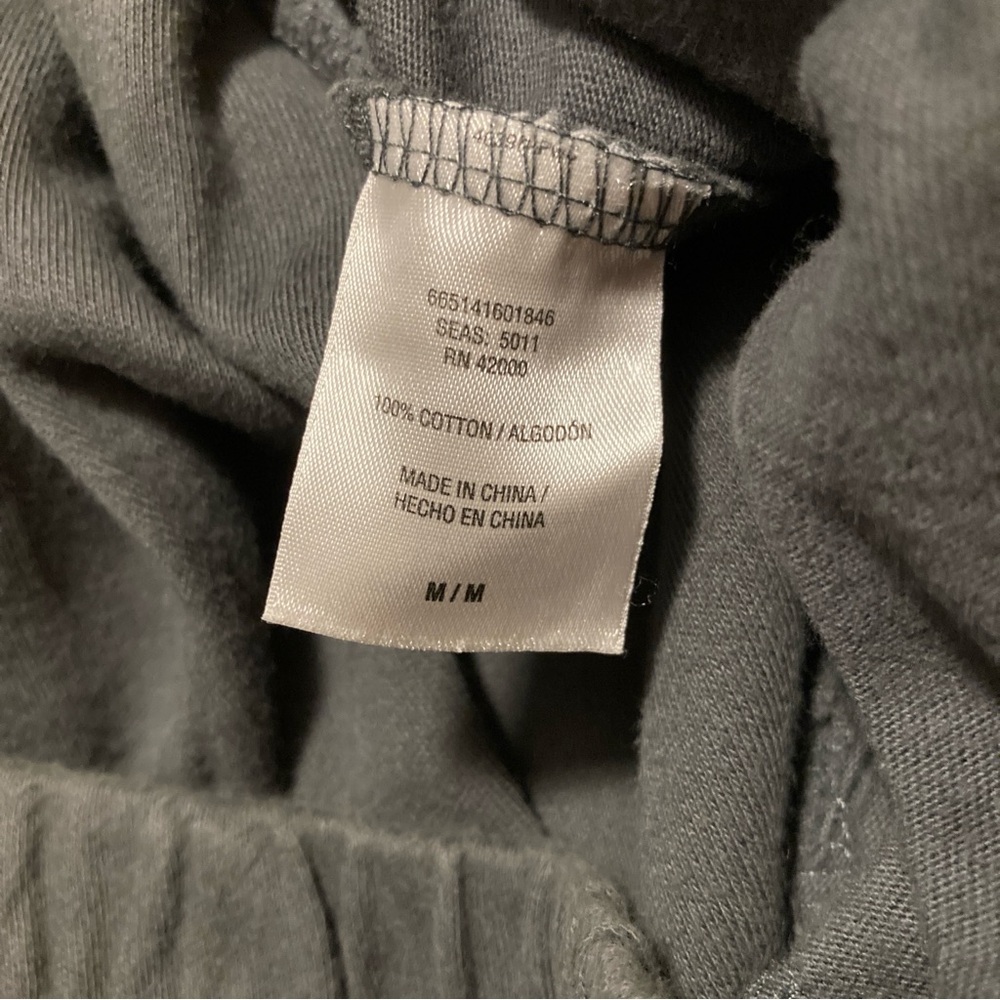 665141601846
SEAS: 5011
RN 42000
100% COTTON / ALGODÓN
MADE IN CHINA /
HECHO EN CHINA
M / M